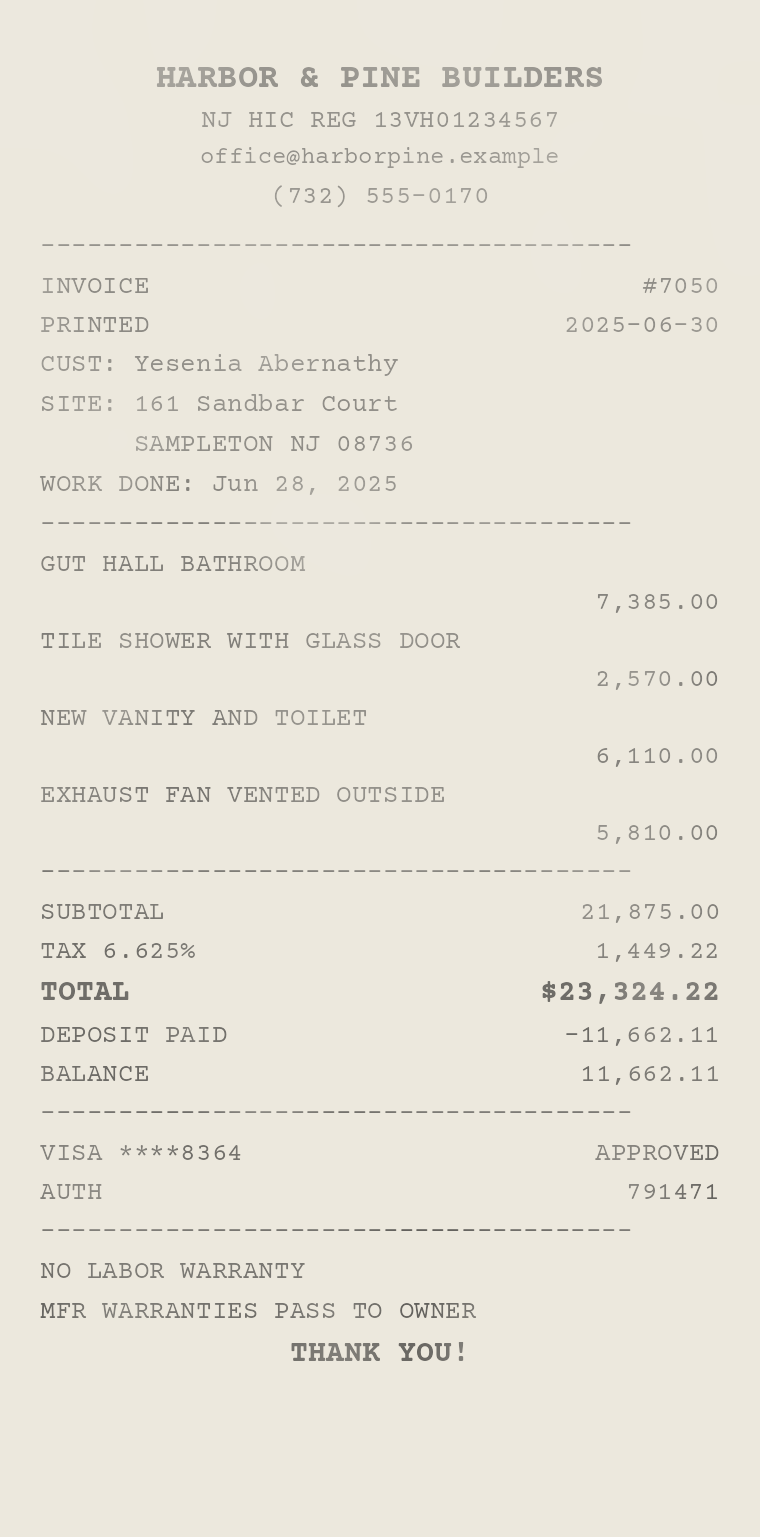 HARBOR & PINE BUILDERS
NJ HIC REG 13VH01234567
office@harborpine.example
(732) 555-0170
--------------------------------------
INVOICE #7050
PRINTED 2025-06-30
CUST: Yesenia Abernathy
SITE: 161 Sandbar Court
SAMPLETON NJ 08736
WORK DONE: Jun 28, 2025
--------------------------------------
GUT HALL BATHROOM
7,385.00
TILE SHOWER WITH GLASS DOOR
2,570.00
NEW VANITY AND TOILET
6,110.00
EXHAUST FAN VENTED OUTSIDE
5,810.00
--------------------------------------
SUBTOTAL 21,875.00
TAX 6.625% 1,449.22
TOTAL $23,324.22
DEPOSIT PAID -11,662.11
BALANCE 11,662.11
--------------------------------------
VISA ****8364 APPROVED
AUTH 791471
--------------------------------------
NO LABOR WARRANTY
MFR WARRANTIES PASS TO OWNER
THANK YOU!